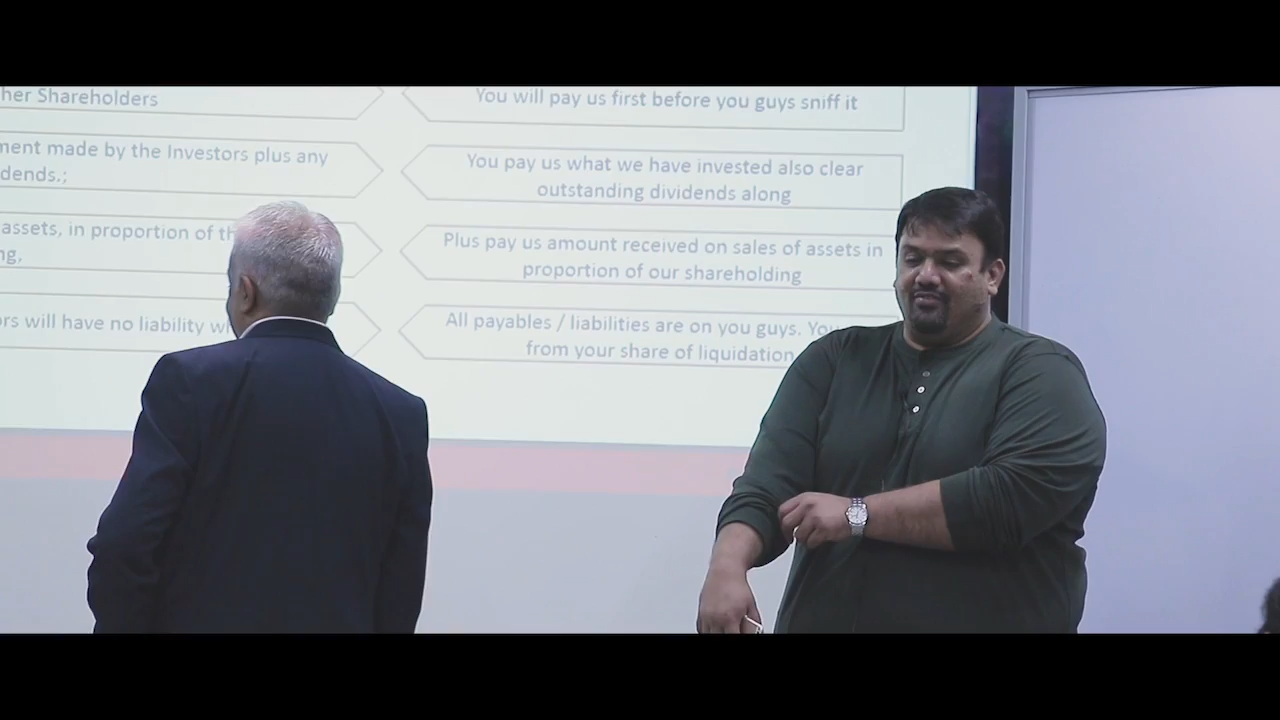 her Shareholders
You will pay us first before you guys sniff it
ment made by the Investors plus any
dends.;
You pay us what we have invested also clear
outstanding dividends along
assets, in proportion of
ng,
Plus pay us amount received on sales of assets in
proportion of our shareholding
rs will have no liability
All payables / liabilities are on you guys. You
from your share of liquidation